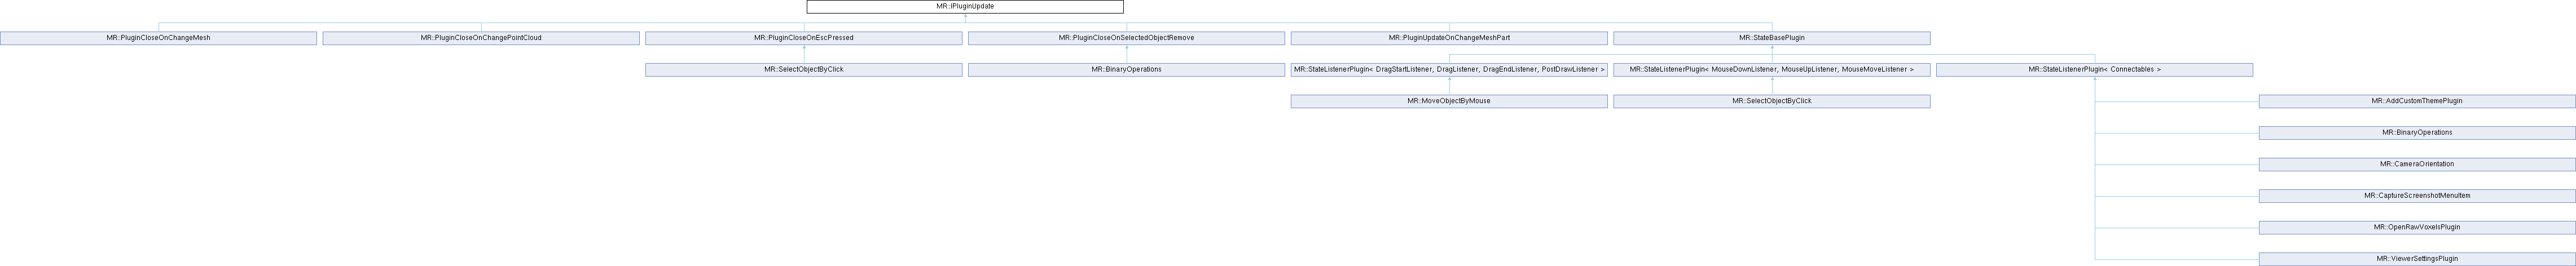 MR::IPluginUpdate
MR::PluginCloseOnChangeMesh
MR::PluginCloseOnChangePointCloud
MR::PluginCloseOnEscPressed
MR::PluginCloseOnSelectedObjectRemove
MR::PluginUpdateOnChangeMeshPart
MR::StateBasePlugin
MR::SelectObjectByClick
MR::BinaryOperations
MR::StateListenerPlugin< DragStartListener, DragListener, DragEndListener, PostDrawListener >
MR::StateListenerPlugin< MouseDownListener, MouseUpListener, MouseMoveListener >
MR::StateListenerPlugin< Connectables >
MR::MoveObjectByMouse
MR::SelectObjectByClick
MR::AddCustomThemePlugin
MR::BinaryOperations
MR::CameraOrientation
MR::CaptureScreenshotMenuItem
MR::OpenRawVoxelsPlugin
MR::ViewerSettingsPlugin